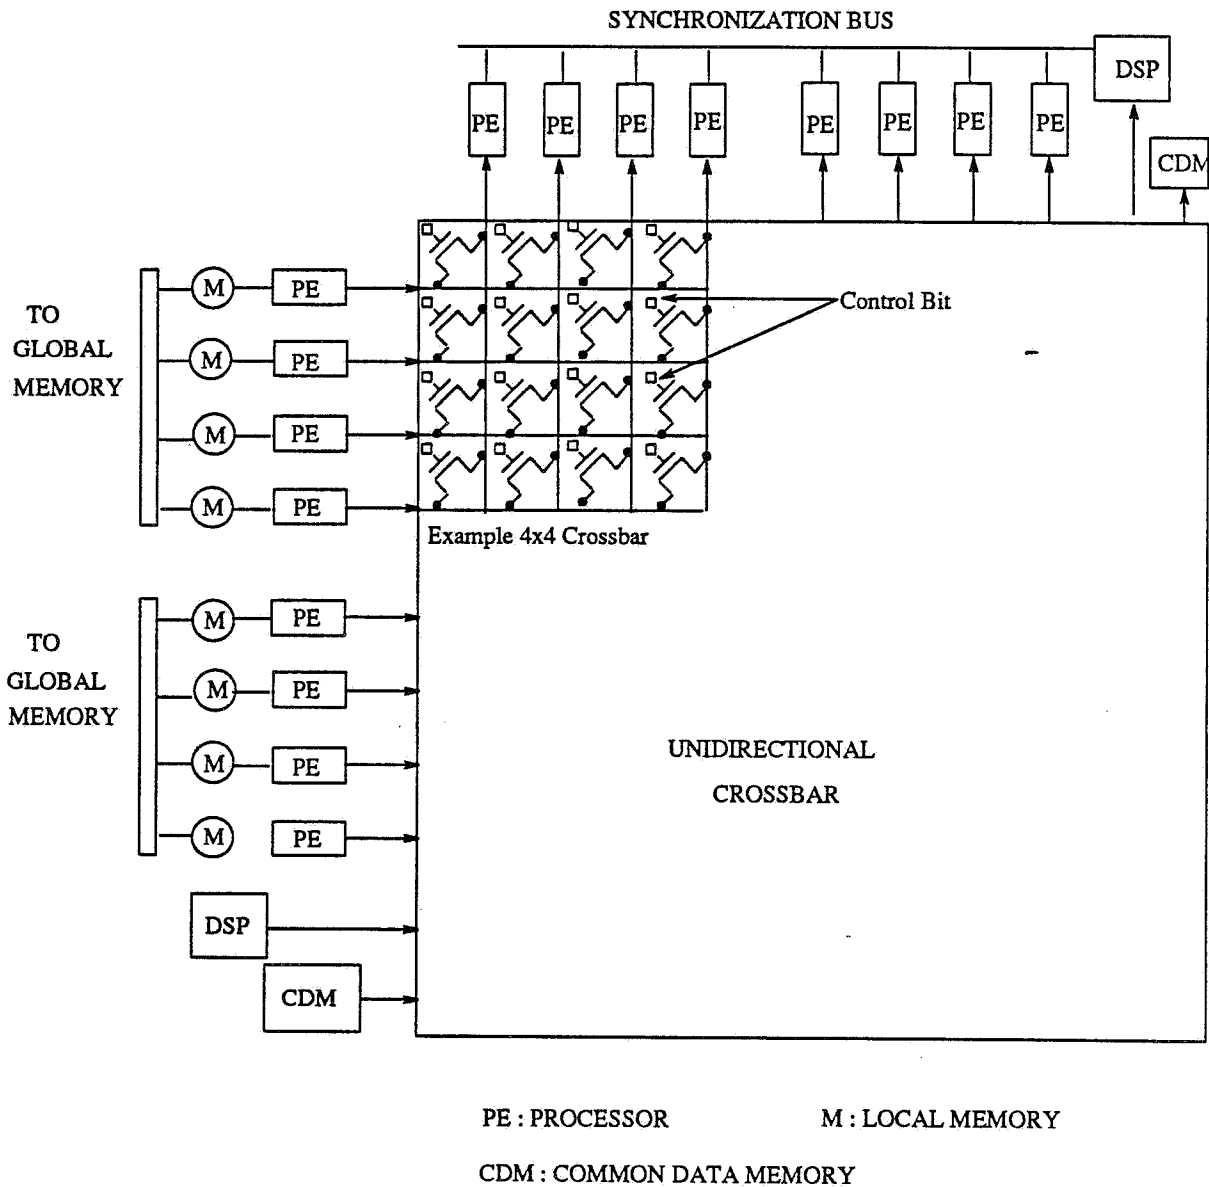 SYNCHRONIZATION BUS
DSP
PE PE PE PE PE PE PE PE
CDM
M PE
TO
GLOBAL
MEMORY
Control Bit
M PE
M PE
M PE
Example 4x4 Crossbar
M PE
TO
GLOBAL
MEMORY
M PE
UNIDIRECTIONAL
CROSSBAR
M PE
M PE
DSP
CDM
PE : PROCESSOR M : LOCAL MEMORY
CDM : COMMON DATA MEMORY